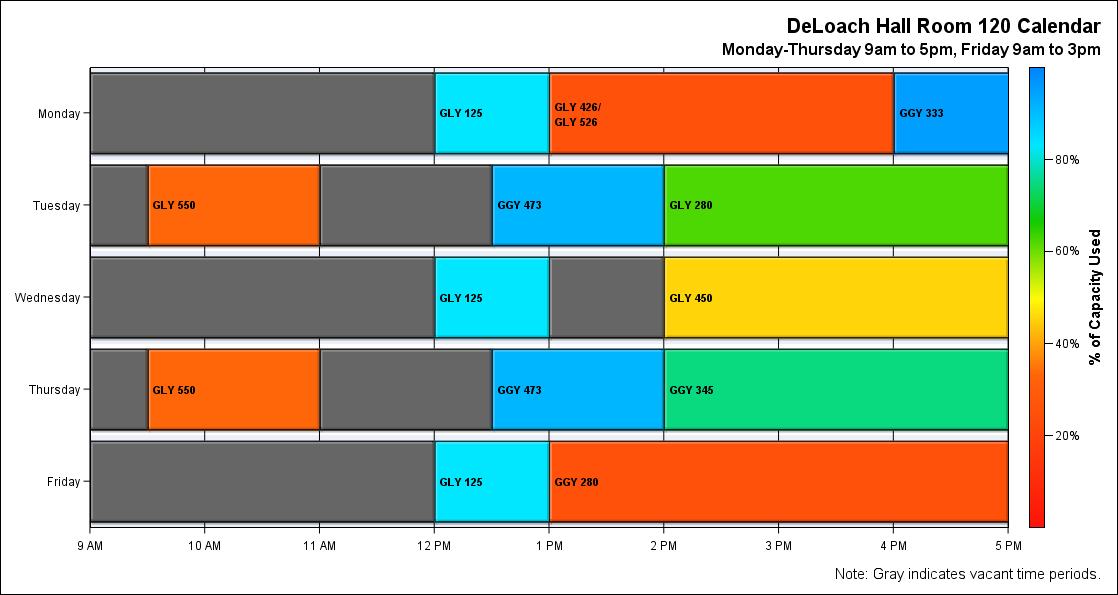 DeLoach Hall Room 120 Calendar
Monday-Thursday 9am to 5pm, Friday 9am to 3pm
Monday
GLY 125
GLY 426/
GLY 526
GGY 333
Tuesday
GLY 550
GGY 473
GLY 280
Wednesday
GLY 125
GLY 450
Thursday
GLY 550
GGY 473
GGY 345
Friday
GLY 125
GGY 280
80%
60%
40%
20%
% of Capacity Used
9 AM
10 AM
11 AM
12 PM
1 PM
2 PM
3 PM
4 PM
5 PM
Note: Gray indicates vacant time periods.